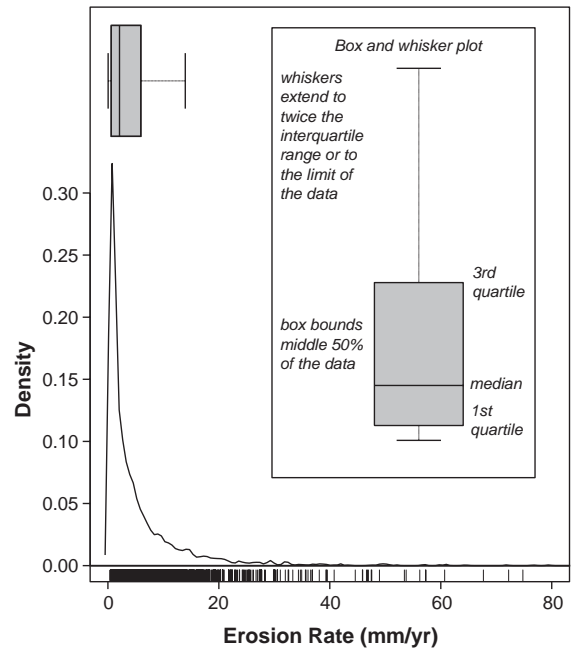 Box and whisker plot
whiskers
extend to
twice the
interquartile
range or to
the limit of
the data
3rd
quartile
box bounds
middle 50%
of the data
median
1st
quartile
0.30
0.25
0.20
0.15
0.10
0.05
0.00
Density
0 20 40 60 80
Erosion Rate (mm/yr)